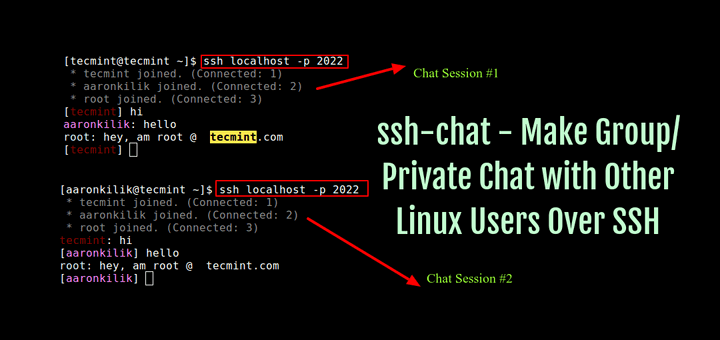 [tecmint@tecmint ~]$ ssh localhost -p 2022
* tecmint joined. (Connected: 1)
* aaronkilik joined. (Connected: 2)
* root joined. (Connected: 3)
[tecmint] hi
aaronkilik: hello
root: hey, am root @  tecmint.com
[tecmint]
Chat Session #1
[aaronkilik@tecmint ~]$ ssh localhost -p 2022
* tecmint joined. (Connected: 1)
* aaronkilik joined. (Connected: 2)
* root joined. (Connected: 3)
tecmint: hi
[aaronkilik] hello
root: hey, am root @  tecmint.com
[aaronkilik]
Chat Session #2
ssh-chat - Make Group/
Private Chat with Other
Linux Users Over SSH